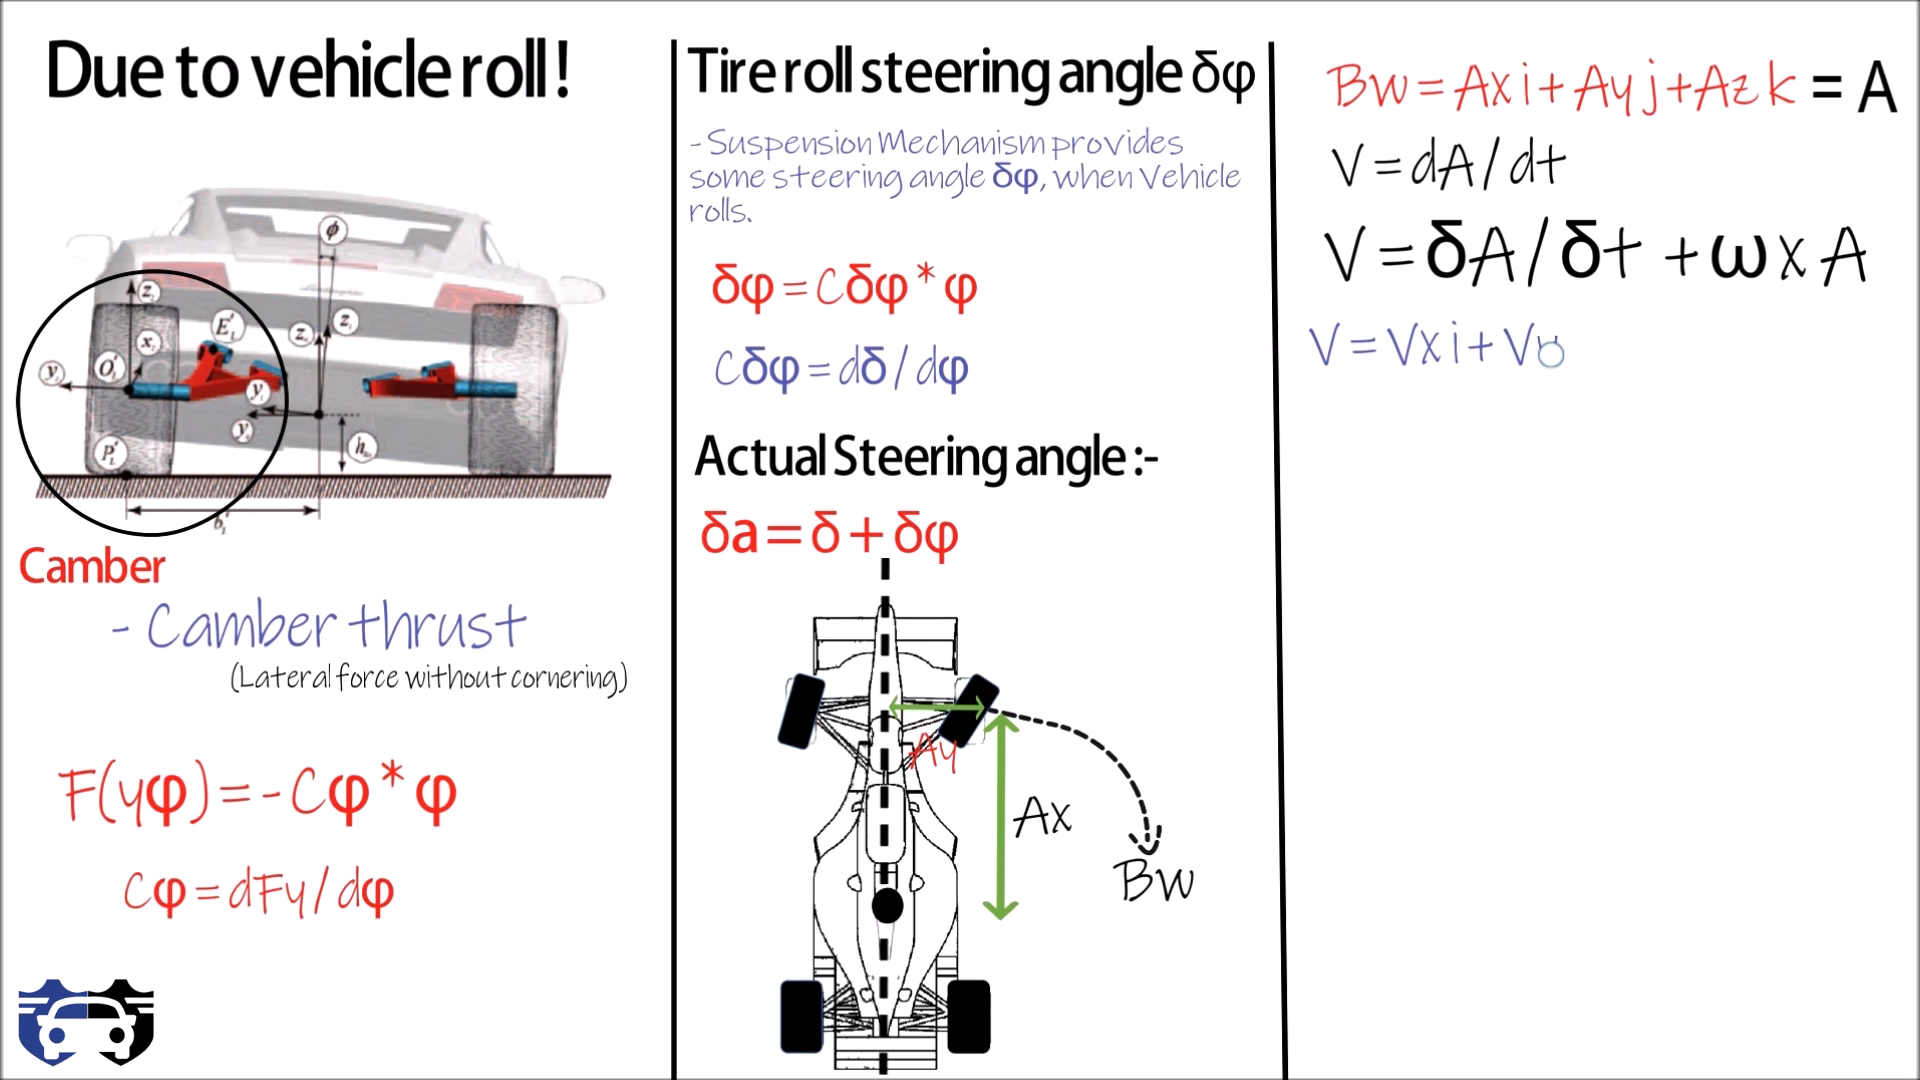 Due to vehicle roll!
ϕ
z
z
z
x
E'
O'
y
y
y
h
P'
b'
Camber
- Camber thrust
(Lateral force without cornering)
F(yφ) = - Cφ * φ
Cφ = dFy / dφ
Tire roll steering angle δφ
- Suspension Mechanism provides
some steering angle δφ, when Vehicle
rolls.
δφ = Cδφ * φ
Cδφ = dδ / dφ
Actual Steering angle :-
δa = δ + δφ
Ay
Ax
Bw
Bw = Ax i + Ay j + Az k = A
V = dA / dt
V = δA / δt + ω x A
V = Vx i + V